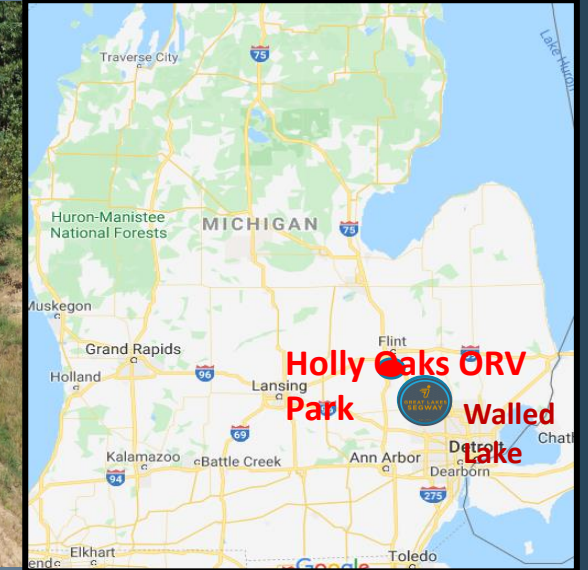 Traverse City
75
Lake Huron
Huron-Manistee
National Forests
MICHIGAN
75
Muskegon
Grand Rapids
Flint
Holly Oaks ORV
Park
Holland
96
Lansing
GREAT LAKES
SEGWAY
Walled
Lake
69
Detroit
Chat
Kalamazoo
Battle Creek
Ann Arbor
Dearborn
94
275
Elkhart
Toledo
Google